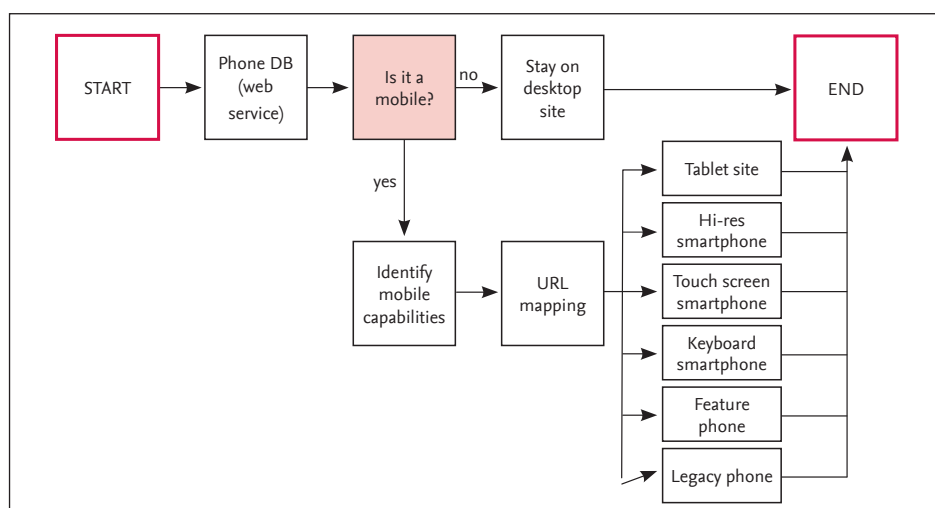 START
Phone DB
(web
service)
Is it a
mobile?
no
Stay on
desktop
site
END
yes
Tablet site
Hi-res
smartphone
Identify
mobile
capabilities
URL
mapping
Touch screen
smartphone
Keyboard
smartphone
Feature
phone
Legacy phone